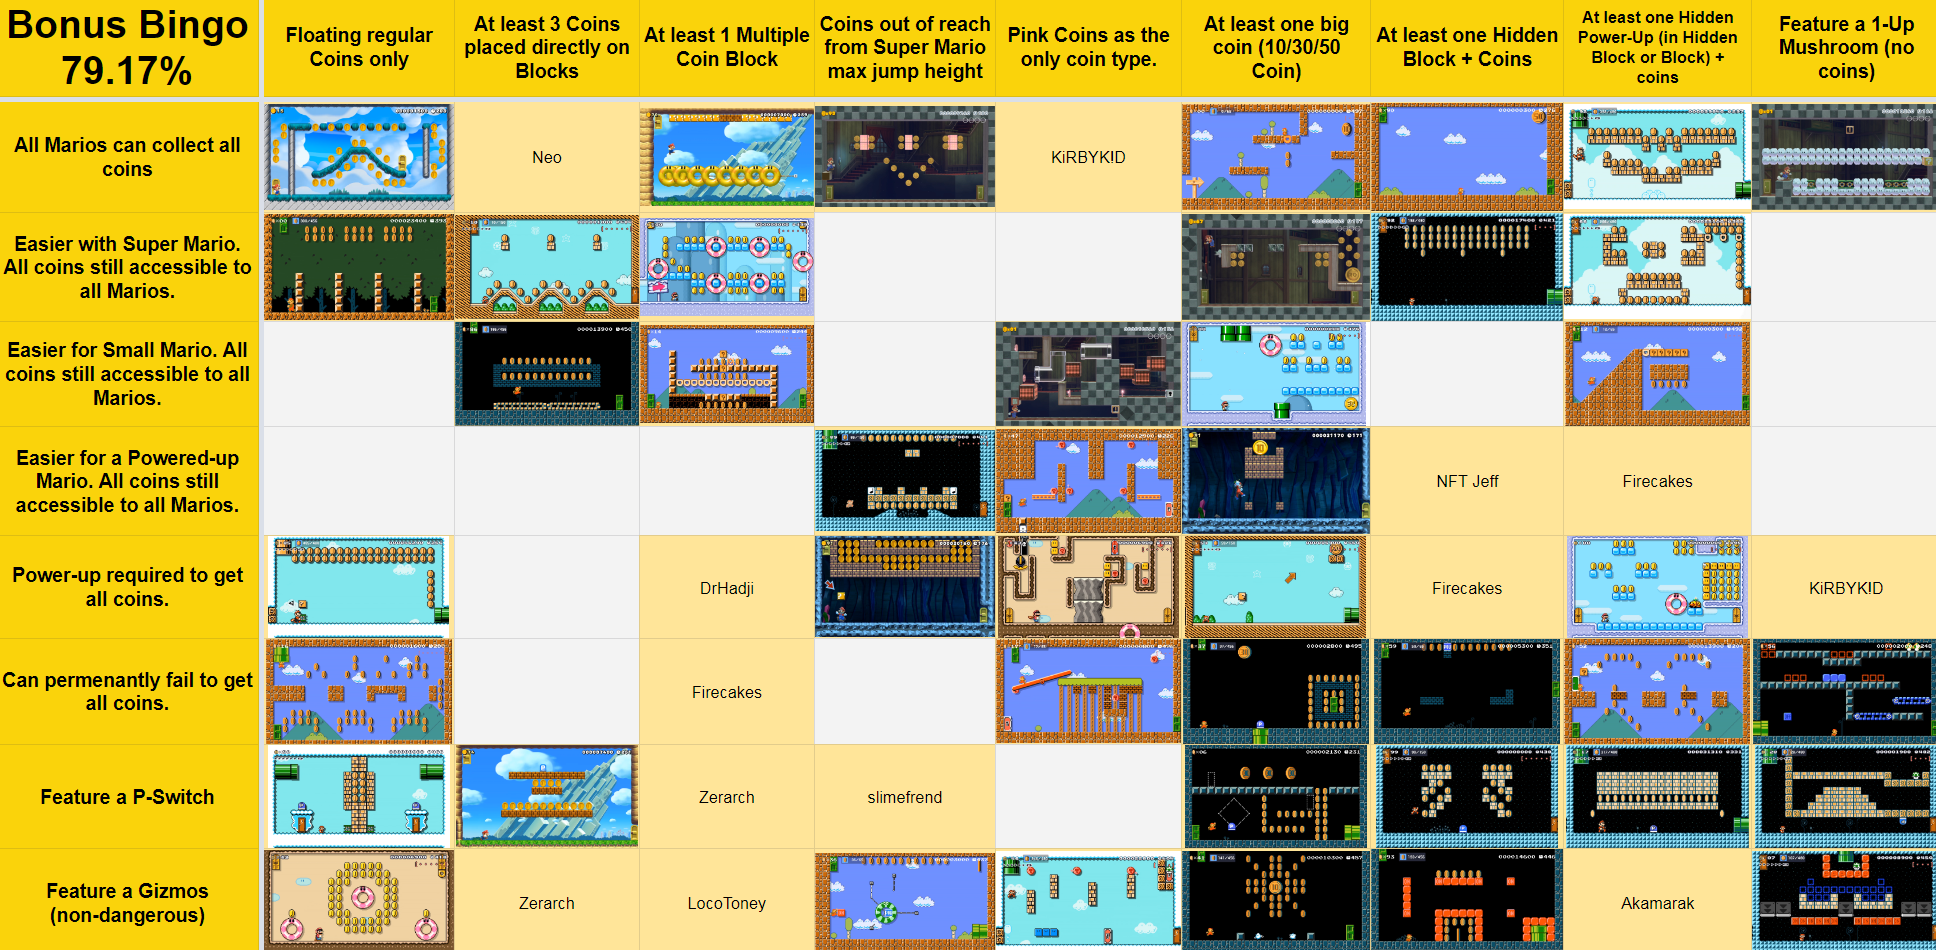 Bonus Bingo
79.17%
Floating regular
Coins only
At least 3 Coins
placed directly on
Blocks
At least 1 Multiple
Coin Block
Coins out of reach
from Super Mario
max jump height
Pink Coins as the
only coin type.
At least one big
coin (10/30/50
Coin)
At least one Hidden
Block + Coins
At least one Hidden
Power-Up (in Hidden
Block or Block) +
coins
Feature a 1-Up
Mushroom (no
coins)
All Marios can collect all
coins
Neo
KiRBYK!D
Easier with Super Mario.
All coins still accessible to
all Marios.
Easier for Small Mario. All
coins still accessible to all
Marios.
Easier for a Powered-up
Mario. All coins still
accessible to all Marios.
NFT Jeff
Firecakes
Power-up required to get
all coins.
DrHadji
Firecakes
KiRBYK!D
Can permenantly fail to get
all coins.
Firecakes
Feature a P-Switch
Zerarch
slimefrend
Feature a Gizmos
(non-dangerous)
Zerarch
LocoToney
Akamarak